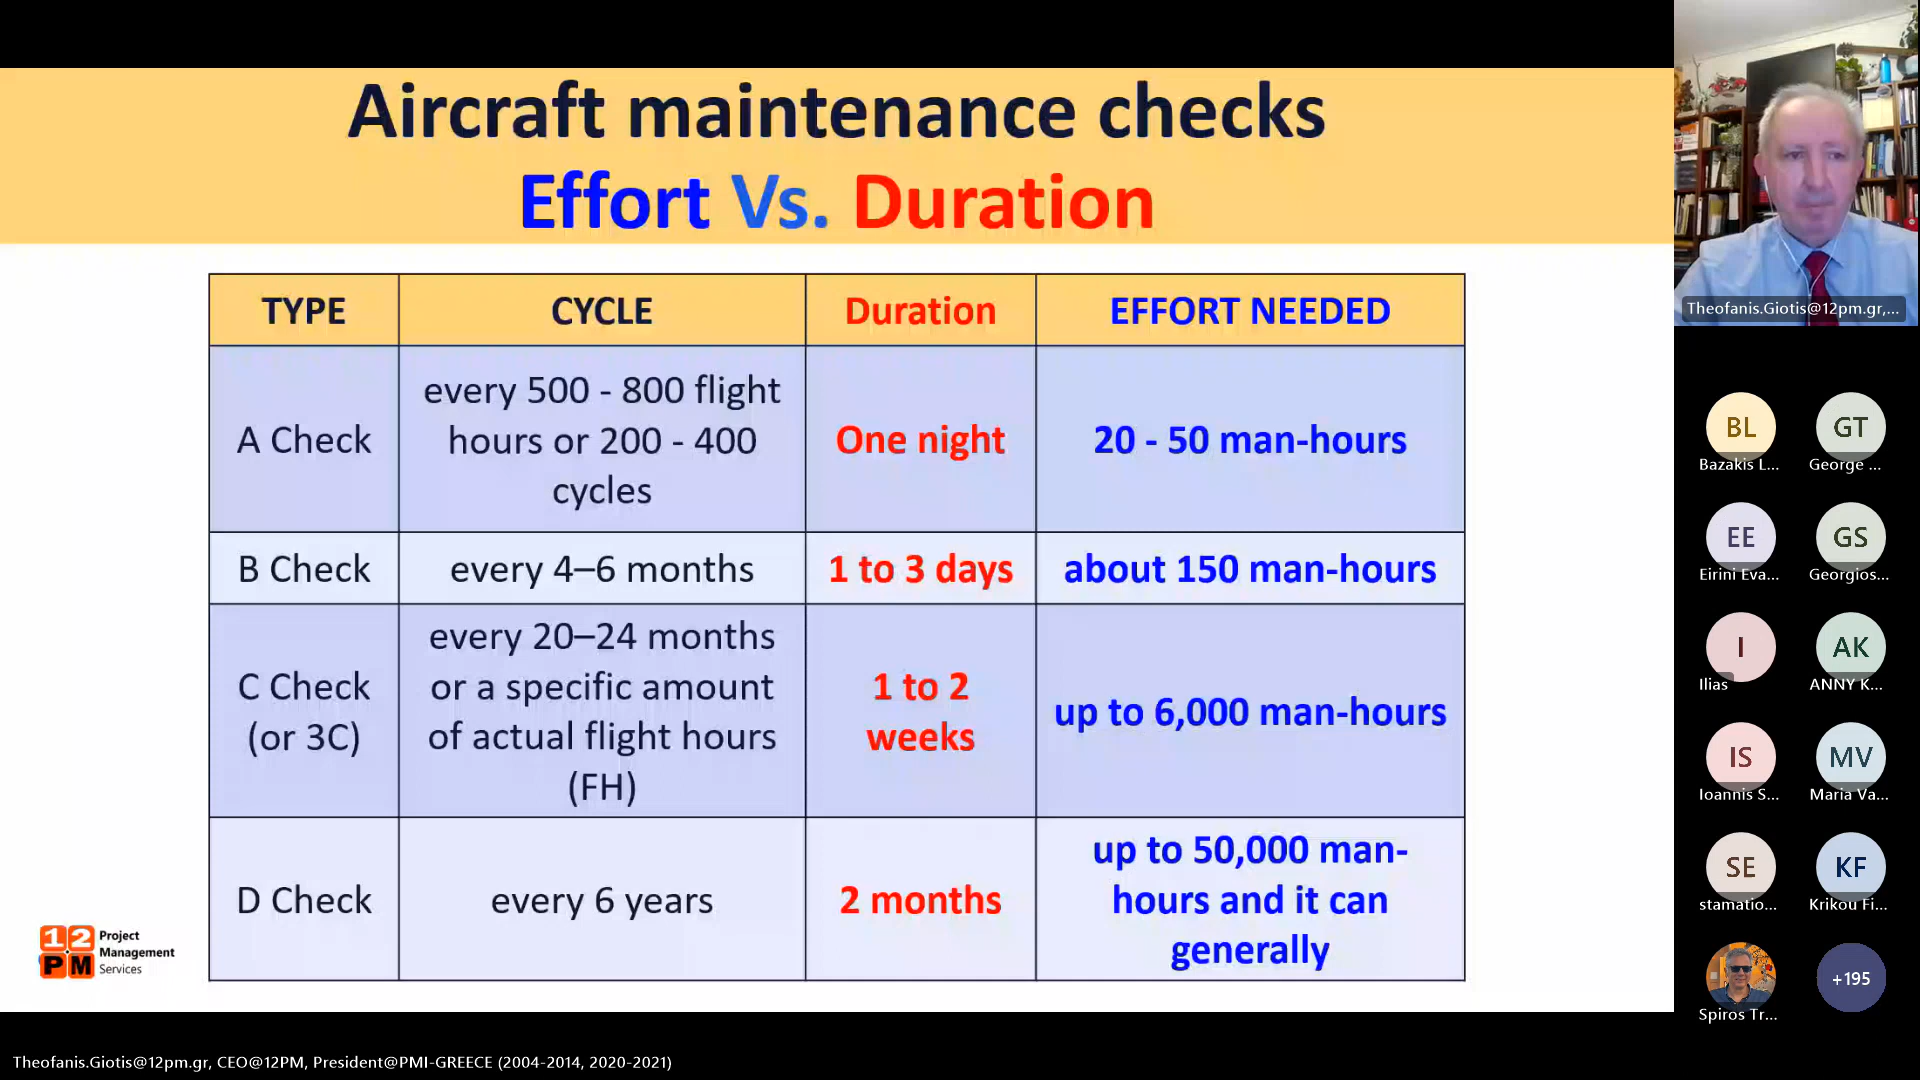 Aircraft maintenance checks
Effort Vs. Duration
TYPE
CYCLE
Duration
EFFORT NEEDED
A Check
every 500 - 800 flight
hours or 200 - 400
cycles
One night
20 - 50 man-hours
B Check
every 4–6 months
1 to 3 days
about 150 man-hours
C Check
(or 3C)
every 20–24 months
or a specific amount
of actual flight hours
(FH)
1 to 2
weeks
up to 6,000 man-hours
D Check
every 6 years
2 months
up to 50,000 man-
hours and it can
generally
12
PM
Project
Management
Services
Theofanis.Giotis@12pm.gr, CEO@12PM, President@PMI-GREECE (2004-2014, 2020-2021)
Theofanis.Giotis@12pm.gr,...
BL
Bazakis L...
GT
George ...
EE
Eirini Eva...
GS
Georgios...
I
Ilias
AK
ANNY K...
IS
Ioannis S...
MV
Maria Va...
SE
stamatio...
KF
Krikou Fi...
Spiros Tr...
+195